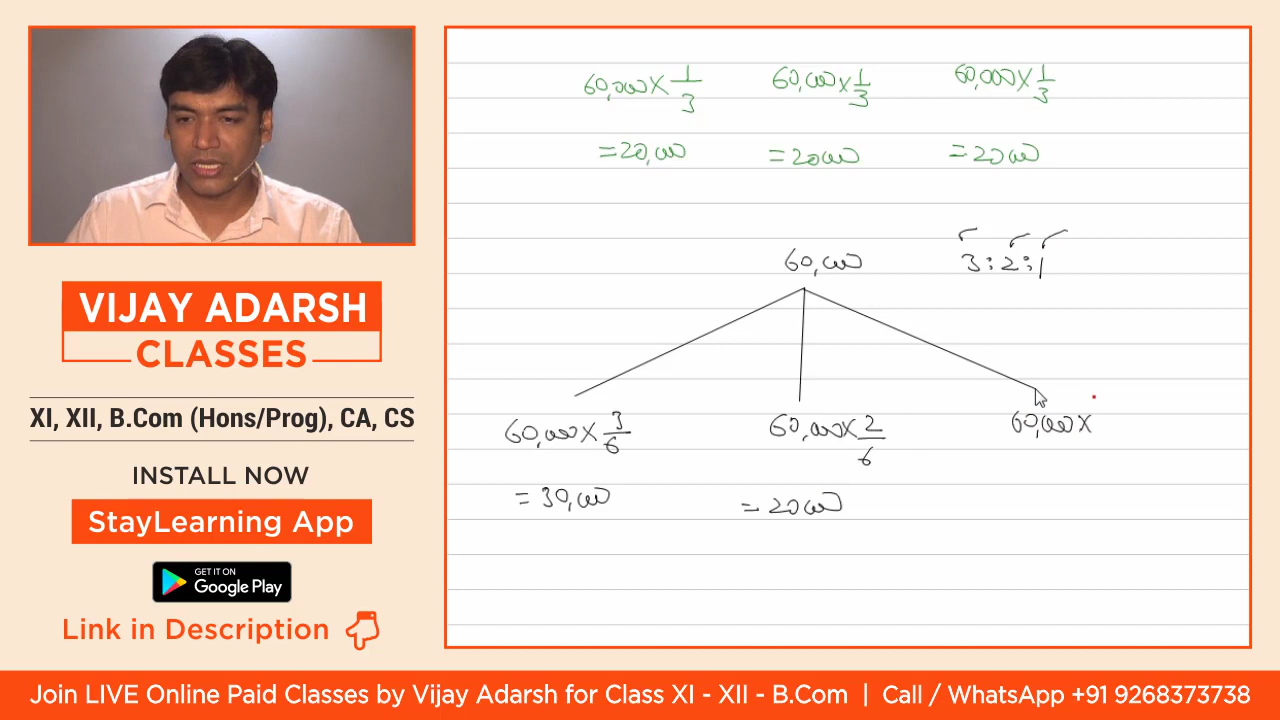 60,000 × 1/3 60,000 × 1/3 60,000 × 1/3
= 20,000 = 20000 = 20000
60,000 3:2:1
60,000 × 3/6 60,000 × 2/6 60,000 ×
= 30,000 = 20000
VIJAY ADARSH
CLASSES
XI, XII, B.Com (Hons/Prog), CA, CS
INSTALL NOW
StayLearning App
GET IT ON
Google Play
Link in Description
Join LIVE Online Paid Classes by Vijay Adarsh for Class XI - XII - B.Com | Call / WhatsApp +91 9268373738